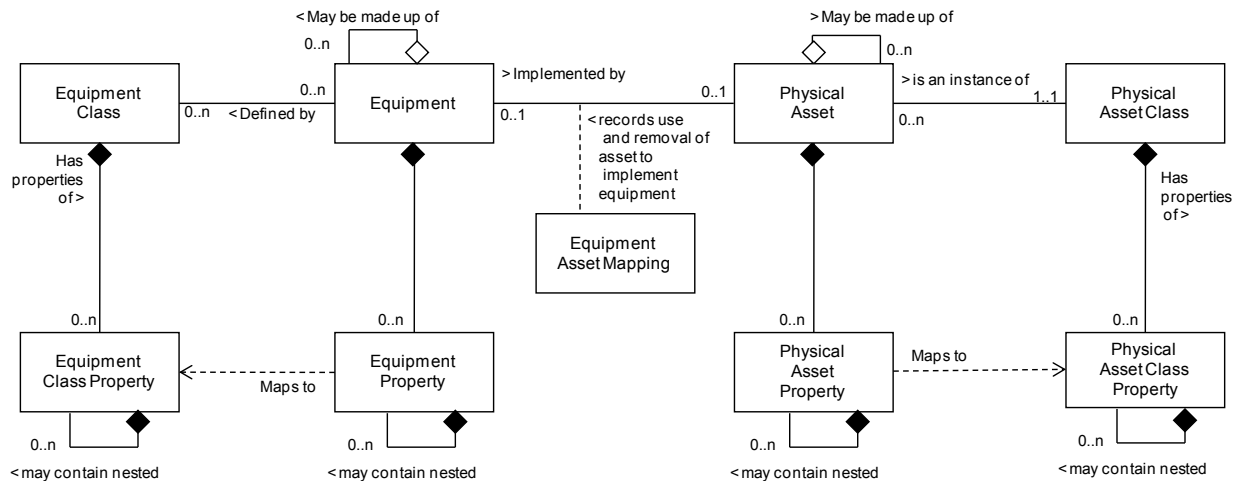 < May be made up of
0..n
> May be made up of
0..n
Equipment
Class
0..n
< Defined by
0..n
Equipment
> Implemented by
0..1
0..1
Physical
Asset
> is an instance of
0..n
1..1
Physical
Asset Class
< records use
and removal of
asset to
implement
equipment
Has
properties
of >
Has
properties
of >
Equipment
Asset Mapping
0..n
0..n
0..n
0..n
Equipment
Class Property
Maps to
Equipment
Property
Physical
Asset
Property
Maps to
Physical
Asset Class
Property
0..n
0..n
0..n
0..n
< may contain nested
< may contain nested
< may contain nested
< may contain nested